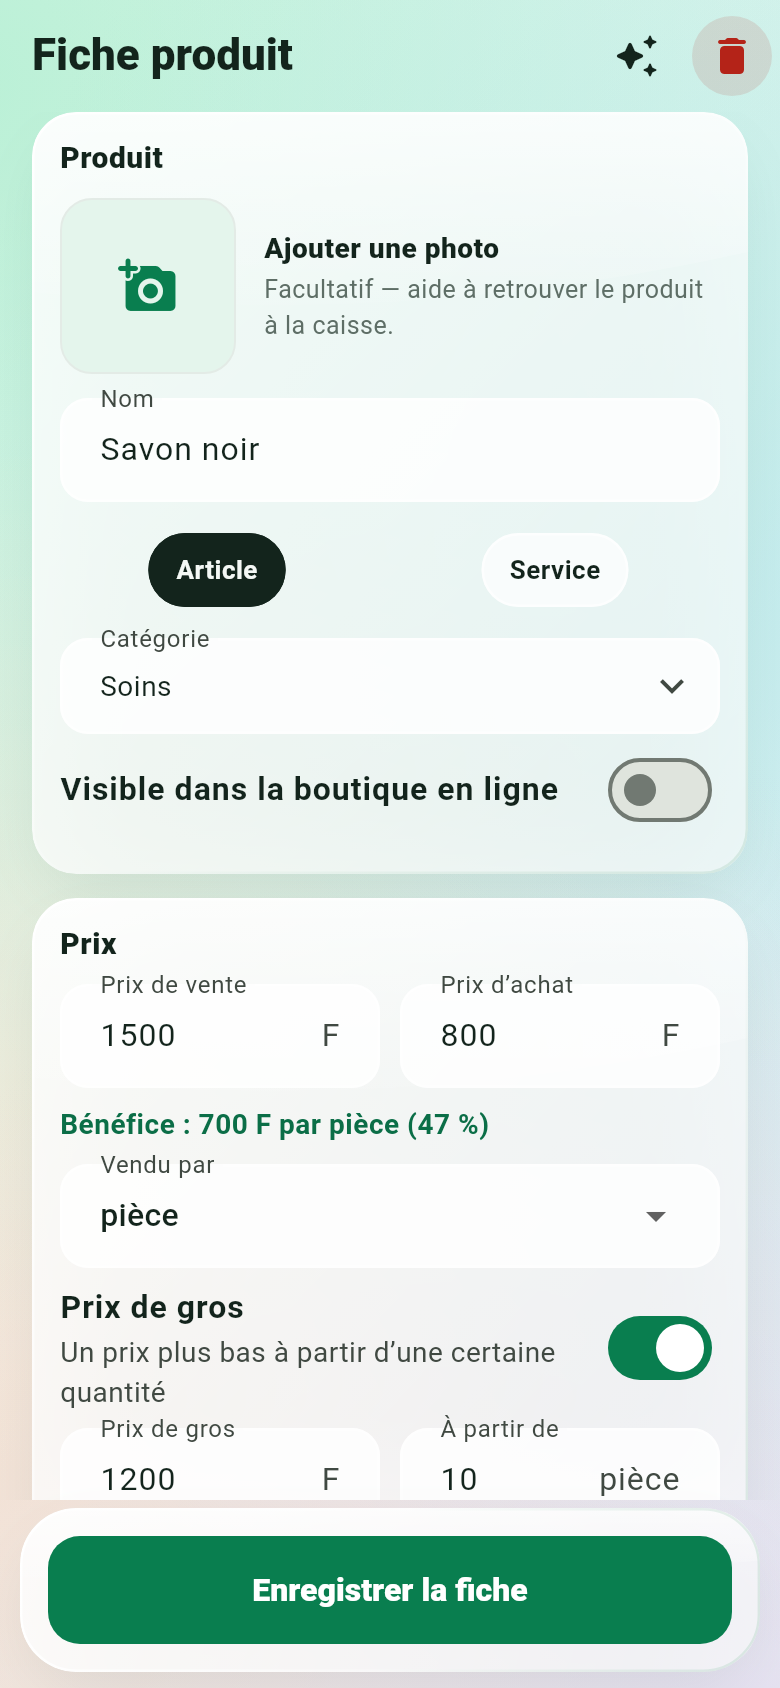 Fiche produit
Produit
Ajouter une photo
Facultatif — aide à retrouver le produit
à la caisse.
Nom
Savon noir
Article
Service
Catégorie
Soins
Visible dans la boutique en ligne
Prix
Prix de vente
Prix d’achat
1500 F
800 F
Bénéfice : 700 F par pièce (47 %)
Vendu par
pièce
Prix de gros
Un prix plus bas à partir d’une certaine
quantité
Prix de gros
À partir de
1200 F
10 pièce
Enregistrer la fiche